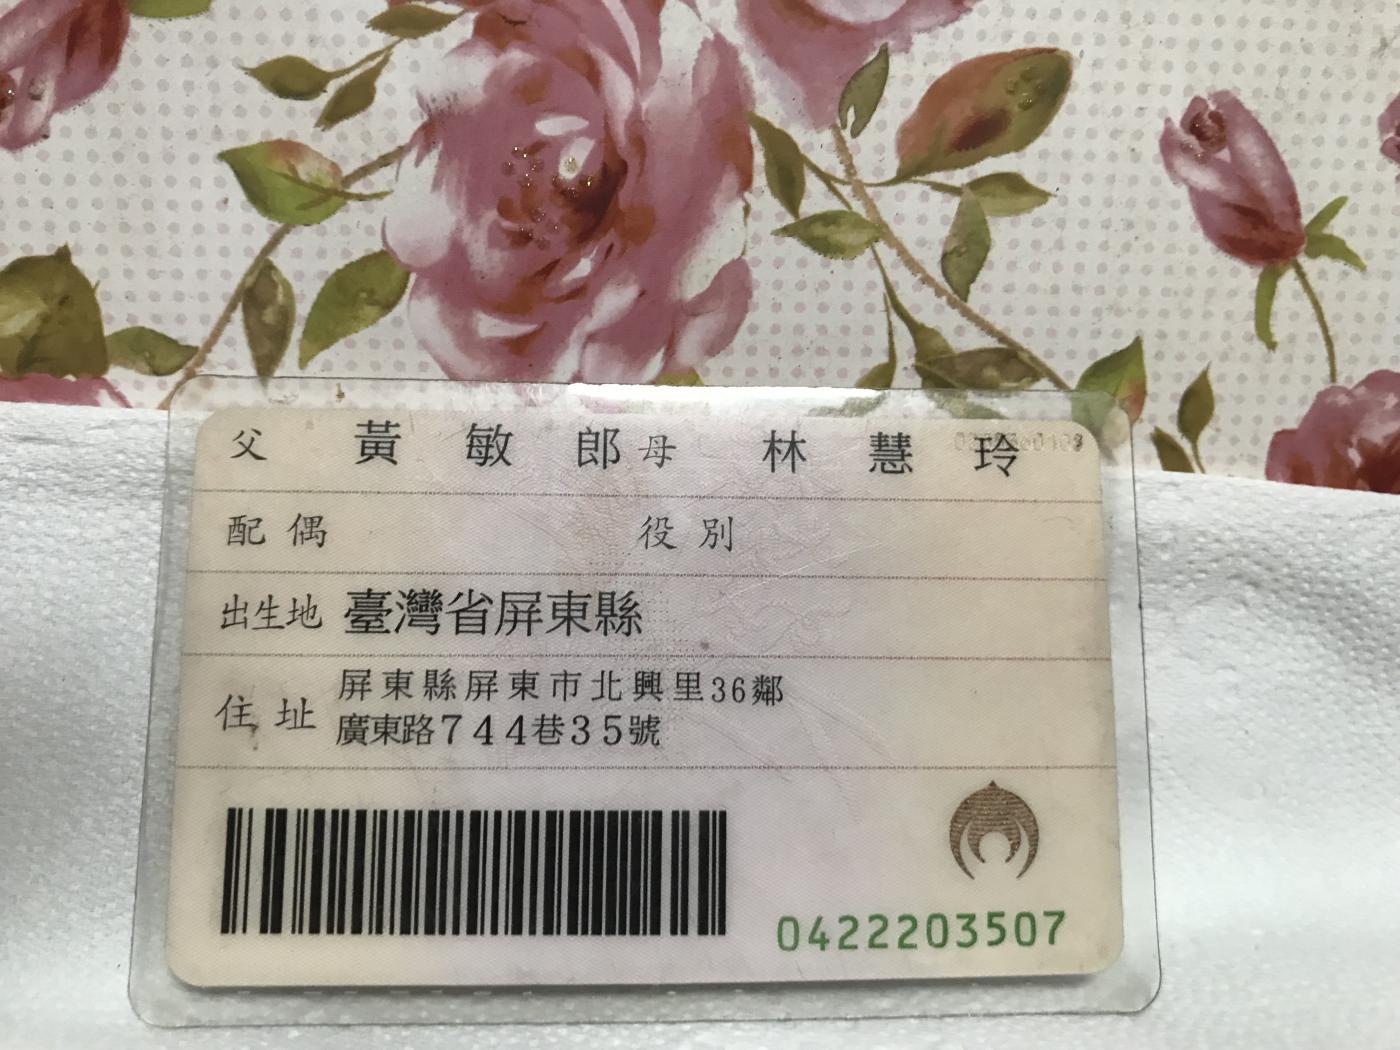 父 黃敏郎 母 林慧玲
配偶 役別
出生地 臺灣省屏東縣
住址 屏東縣屏東市北興里36鄰
廣東路744巷35號
0422203507